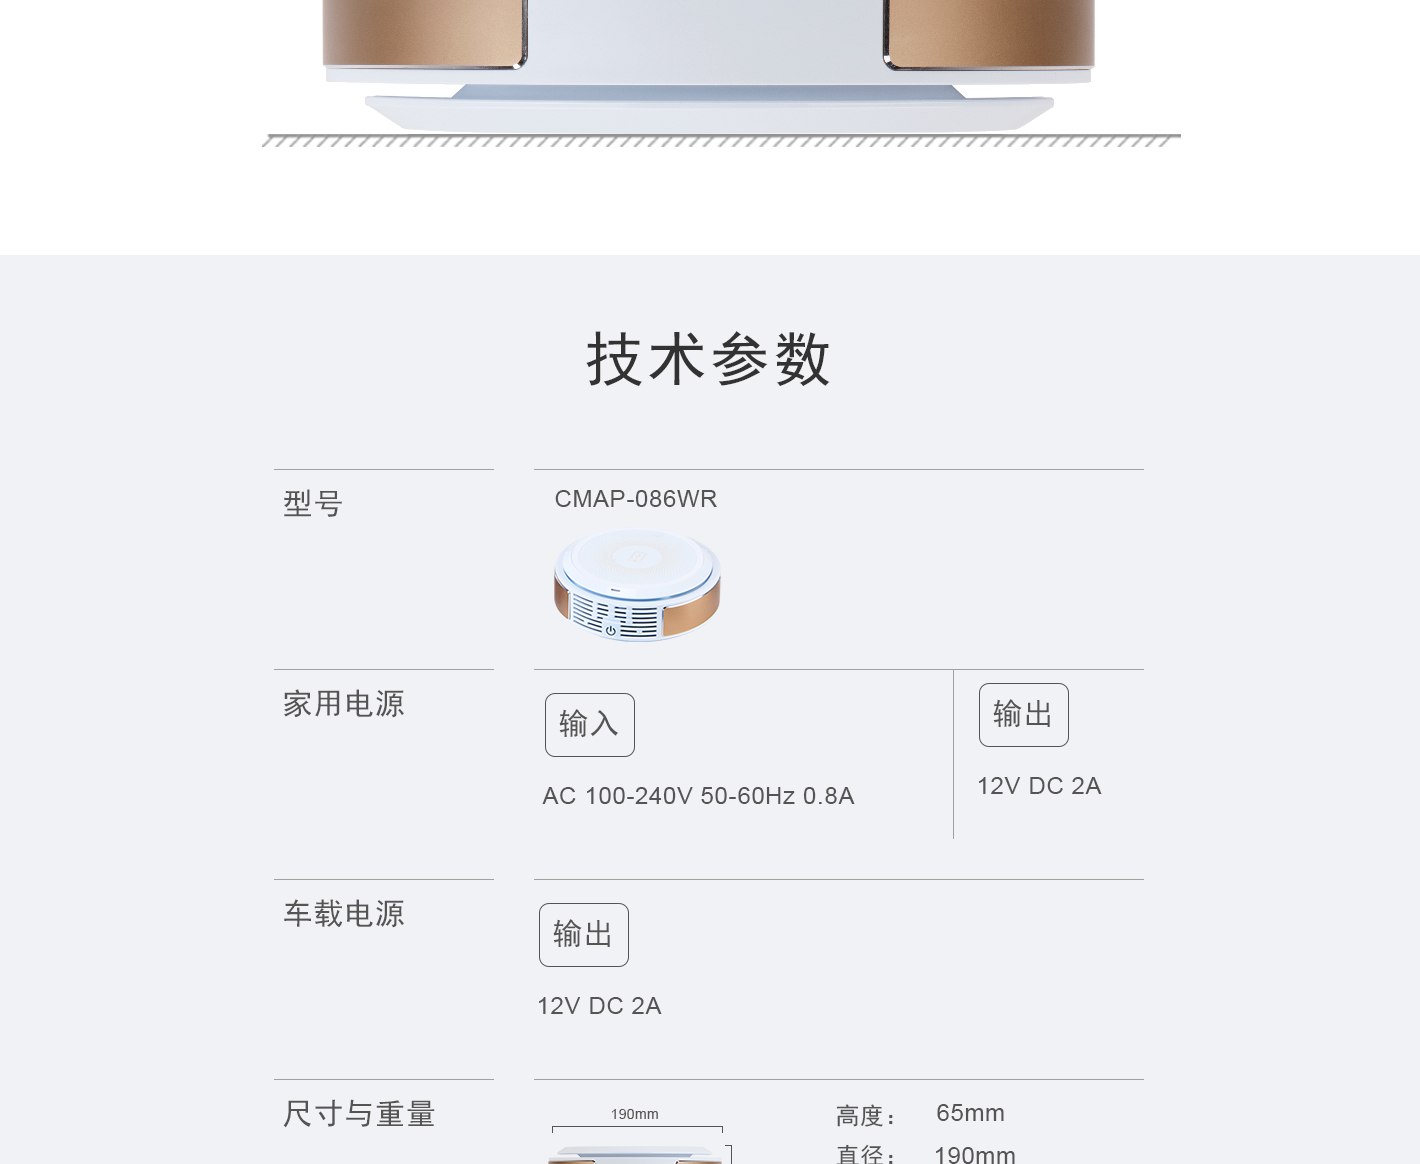 技术参数
型号
CMAP-086WR
家用电源
输入
输出
AC 100-240V 50-60Hz 0.8A
12V DC 2A
车载电源
输出
12V DC 2A
尺寸与重量
190mm
高度： 65mm
直径： 190mm